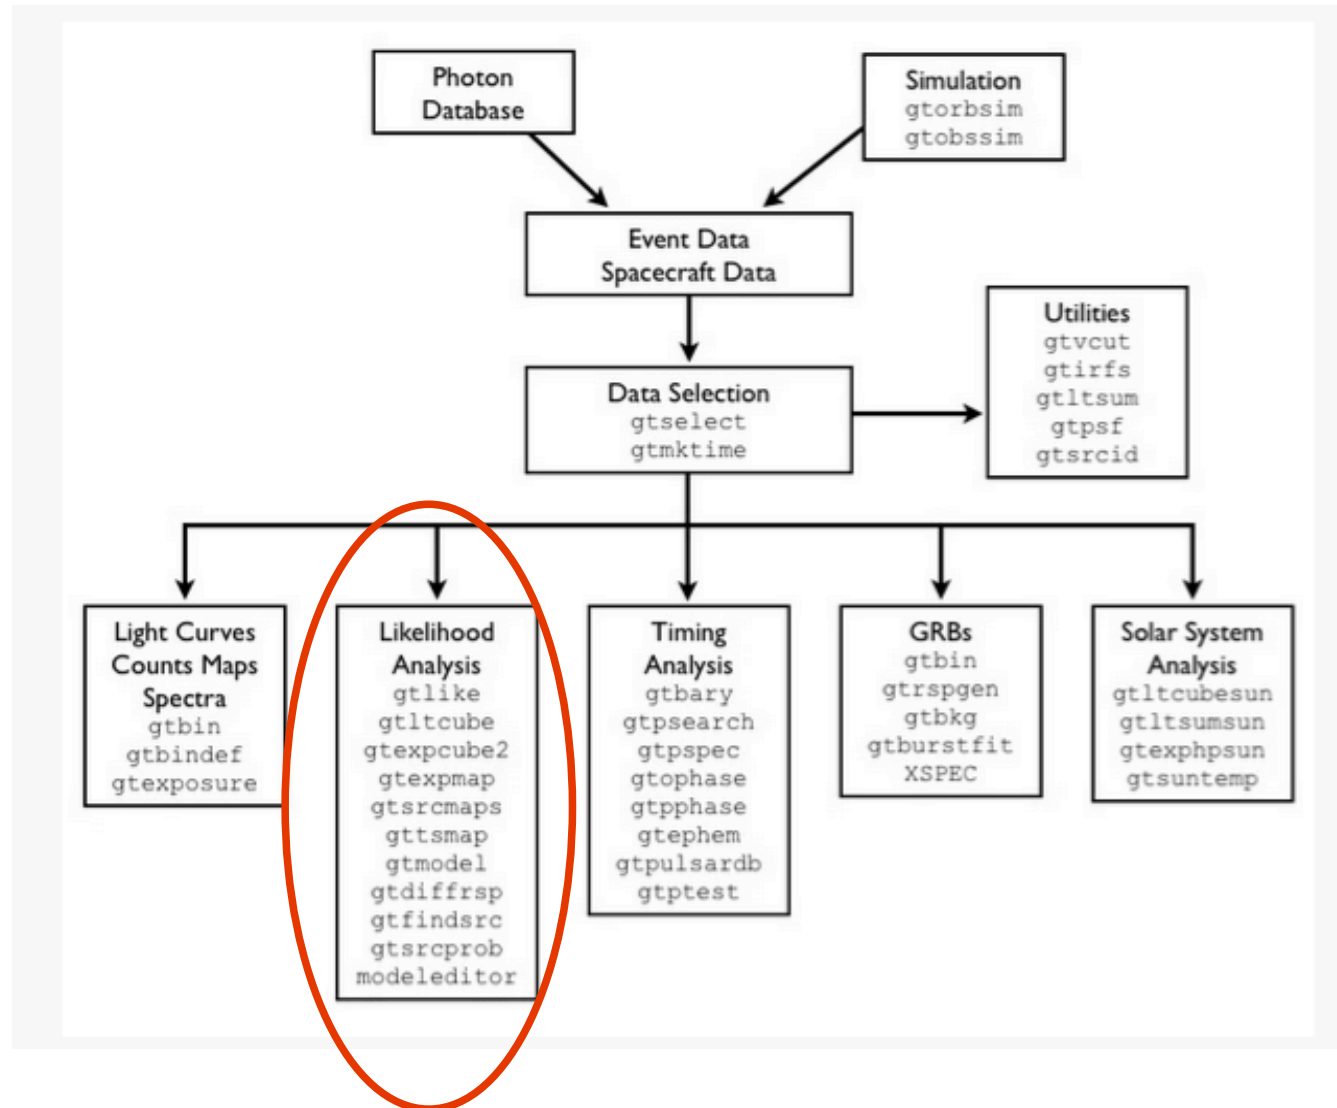 Photon
Database
Simulation
gtorbsim
gtobssim
Event Data
Spacecraft Data
Utilities
gtvcut
gtirfs
gtltsum
gtpsf
gtsrcid
Data Selection
gtselect
gtmktime
Light Curves
Counts Maps
Spectra
gtbin
gtbindef
gtexposure
Likelihood
Analysis
gtlike
gtltcube
gtexpcube2
gtexpmap
gtsrcmaps
gttsmap
gtmodel
gtdiffrsp
gtfindsrc
gtsrcprob
modeleditor
Timing
Analysis
gtbary
gtpsearch
gtpspec
gtophase
gtpphase
gtephem
gtpulsardb
gtptest
GRBs
gtbin
gtrspgen
gtbkg
gtburstfit
XSPEC
Solar System
Analysis
gtltcubesun
gtltsumsun
gtexphpsun
gtsuntemp